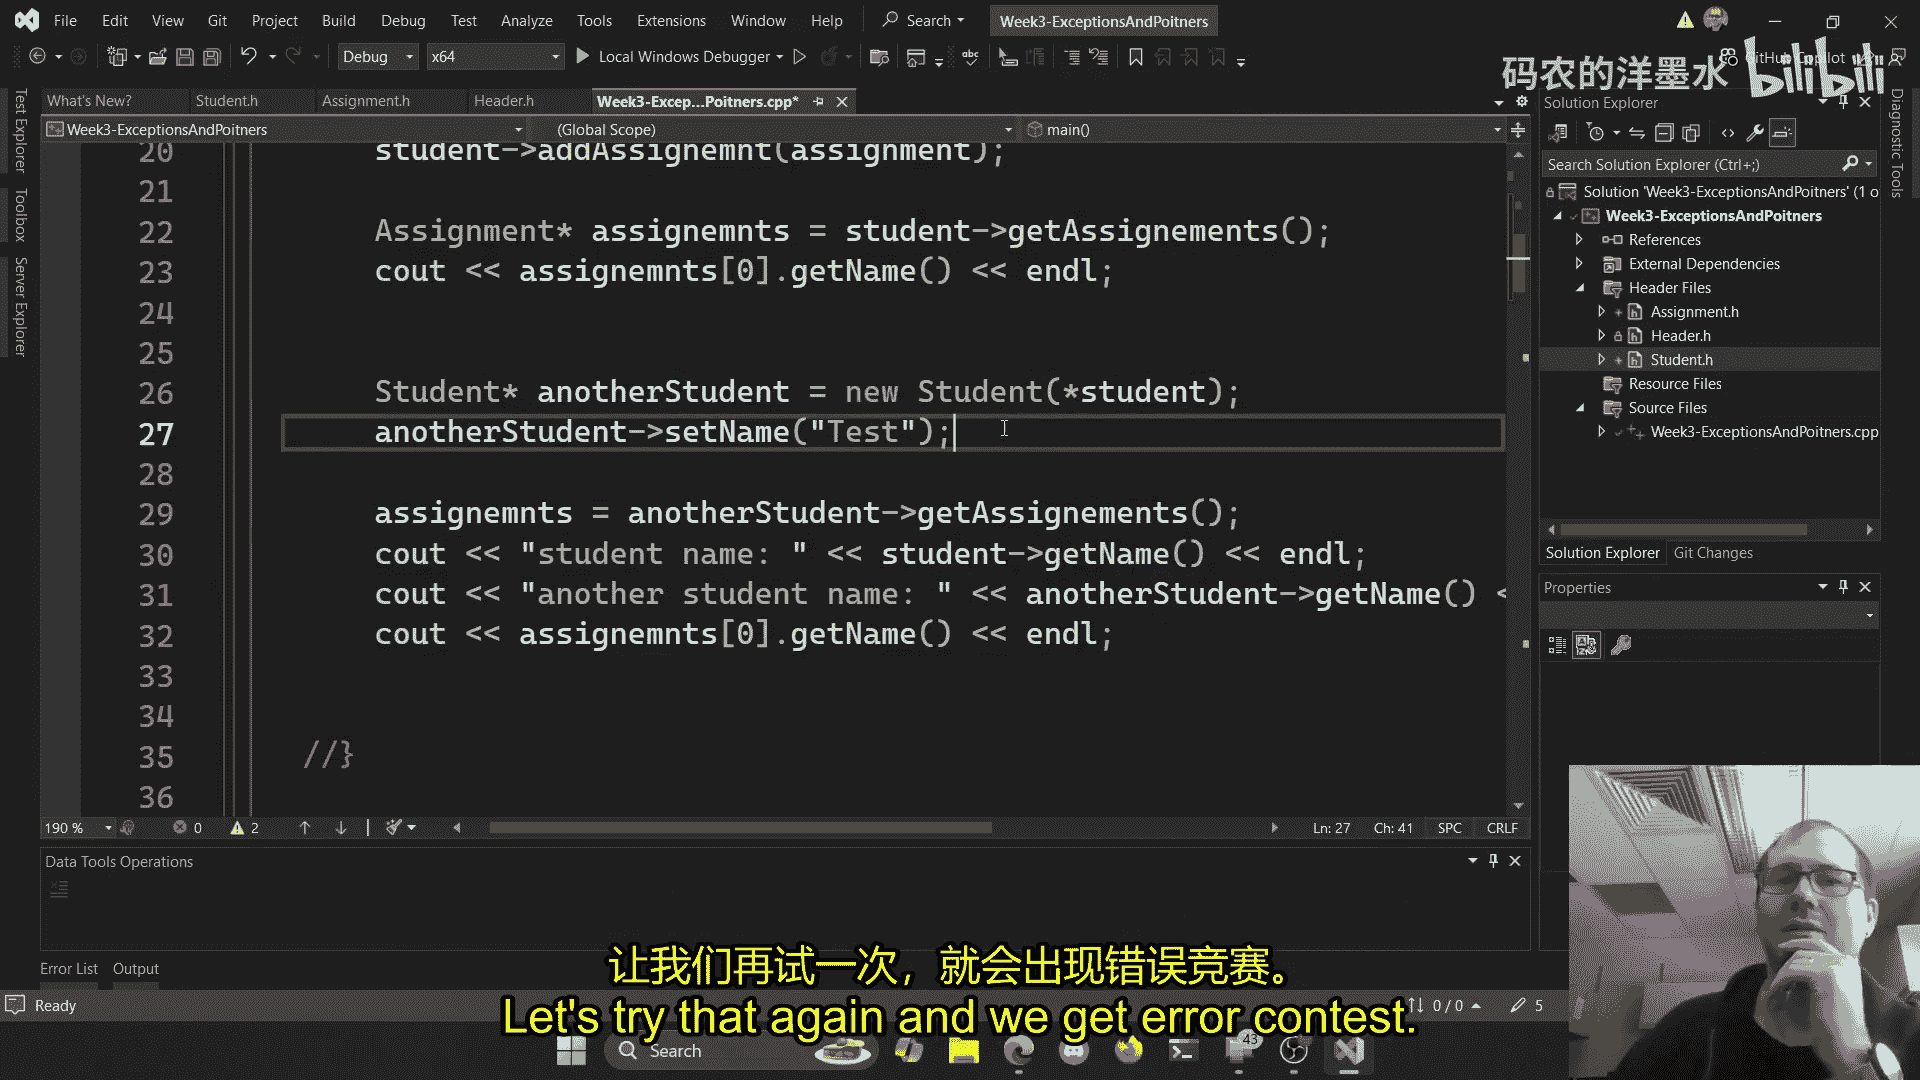 File Edit View Git Project Build Debug Test Analyze Tools Extensions Window Help Search Week3-ExceptionsAndPoitners
Debug x64 Local Windows Debugger
码农的洋墨水 bilibili
What's New? Student.h Assignment.h Header.h Week3-Excep...Poitners.cpp*
Week3-ExceptionsAndPoitners (Global Scope) main()
Test Explorer
Toolbox
Server Explorer
20 student->addAssignemnt(assignment);
21
22 Assignment* assignemnts = student->getAssignements();
23 cout << assignemnts[0].getName() << endl;
24
25
26 Student* anotherStudent = new Student(*student);
27 anotherStudent->setName("Test");
28
29 assignemnts = anotherStudent->getAssignements();
30 cout << "student name: " << student->getName() << endl;
31 cout << "another student name: " << anotherStudent->getName() <
32 cout << assignemnts[0].getName() << endl;
33
34
35 //}
36
190 % 0 2 Ln: 27 Ch: 41 SPC CRLF
Solution Explorer
Search Solution Explorer (Ctrl+;)
Solution 'Week3-ExceptionsAndPoitners' (1 o
Week3-ExceptionsAndPoitners
References
External Dependencies
Header Files
Assignment.h
Header.h
Student.h
Resource Files
Source Files
Week3-ExceptionsAndPoitners.cpp
Solution Explorer Git Changes
Properties
Diagnostic Tools
Data Tools Operations
Error List Output
Ready 0 / 0 5
让我们再试一次，就会出现错误竞赛。
Let's try that again and we get error contest.
Search 43